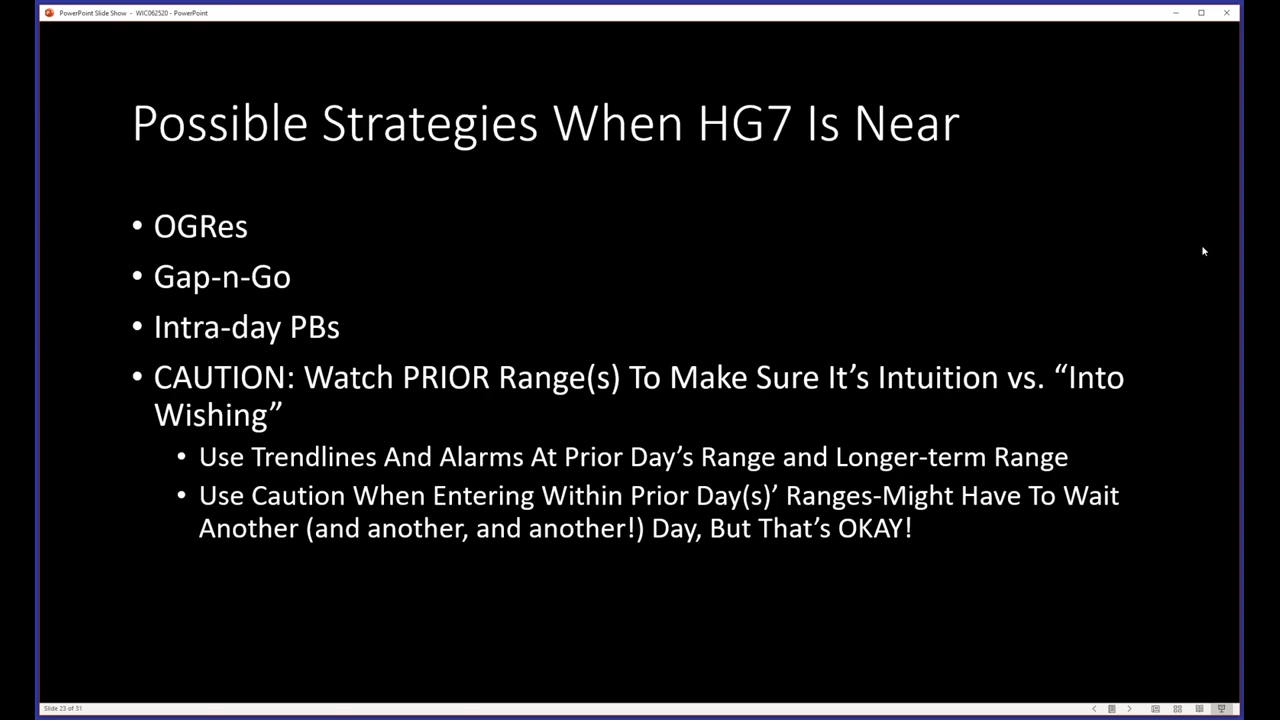 PowerPoint Slide Show - WIC062520 - PowerPoint
Possible Strategies When HG7 Is Near
• OGRes
• Gap-n-Go
• Intra-day PBs
• CAUTION: Watch PRIOR Range(s) To Make Sure It’s Intuition vs. “Into
Wishing”
• Use Trendlines And Alarms At Prior Day’s Range and Longer-term Range
• Use Caution When Entering Within Prior Day(s)’ Ranges-Might Have To Wait
Another (and another, and another!) Day, But That’s OKAY!
Slide 23 of 31